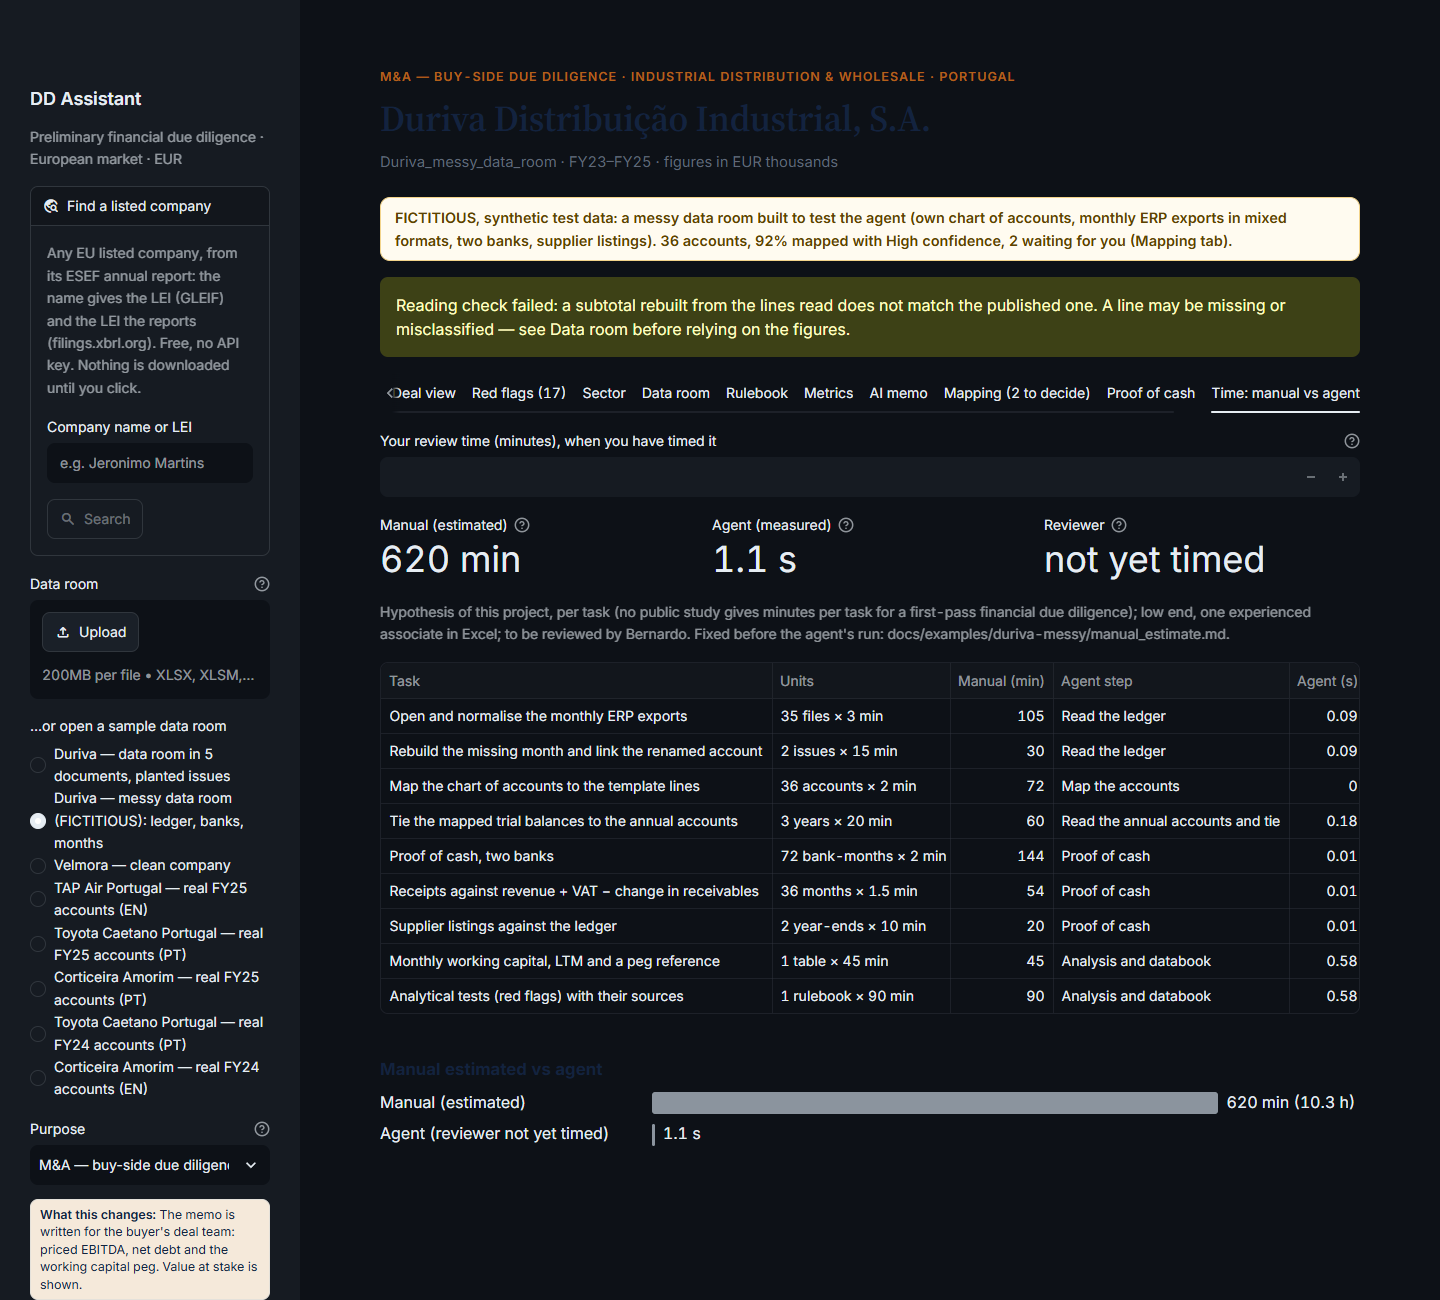 DD Assistant
Preliminary financial due diligence ·
European market · EUR
Find a listed company
Any EU listed company, from
its ESEF annual report: the
name gives the LEI (GLEIF)
and the LEI the reports
(filings.xbrl.org). Free, no API
key. Nothing is downloaded
until you click.
Company name or LEI
e.g. Jeronimo Martins
Search
Data room
Upload
200MB per file • XLSX, XLSM,...
...or open a sample data room
Duriva — data room in 5
documents, planted issues
Duriva — messy data room
(FICTITIOUS): ledger, banks,
months
Velmora — clean company
TAP Air Portugal — real FY25
accounts (EN)
Toyota Caetano Portugal — real
FY25 accounts (PT)
Corticeira Amorim — real FY25
accounts (PT)
Toyota Caetano Portugal — real
FY24 accounts (PT)
Corticeira Amorim — real FY24
accounts (EN)
Purpose
M&A — buy-side due diligen
What this changes: The memo is
written for the buyer's deal team:
priced EBITDA, net debt and the
working capital peg. Value at stake is
shown.
M&A — BUY-SIDE DUE DILIGENCE · INDUSTRIAL DISTRIBUTION & WHOLESALE · PORTUGAL
Duriva Distribuição Industrial, S.A.
Duriva_messy_data_room · FY23–FY25 · figures in EUR thousands
FICTITIOUS, synthetic test data: a messy data room built to test the agent (own chart of accounts, monthly ERP exports in mixed
formats, two banks, supplier listings). 36 accounts, 92% mapped with High confidence, 2 waiting for you (Mapping tab).
Reading check failed: a subtotal rebuilt from the lines read does not match the published one. A line may be missing or
misclassified — see Data room before relying on the figures.
Deal view Red flags (17) Sector Data room Rulebook Metrics AI memo Mapping (2 to decide) Proof of cash Time: manual vs agent
Your review time (minutes), when you have timed it
Manual (estimated) Agent (measured) Reviewer
620 min 1.1 s not yet timed
Hypothesis of this project, per task (no public study gives minutes per task for a first-pass financial due diligence); low end, one experienced
associate in Excel; to be reviewed by Bernardo. Fixed before the agent's run: docs/examples/duriva-messy/manual_estimate.md.
Task Units Manual (min) Agent step Agent (s)
Open and normalise the monthly ERP exports 35 files × 3 min 105 Read the ledger 0.09
Rebuild the missing month and link the renamed account 2 issues × 15 min 30 Read the ledger 0.09
Map the chart of accounts to the template lines 36 accounts × 2 min 72 Map the accounts 0
Tie the mapped trial balances to the annual accounts 3 years × 20 min 60 Read the annual accounts and tie 0.18
Proof of cash, two banks 72 bank-months × 2 min 144 Proof of cash 0.01
Receipts against revenue + VAT − change in receivables 36 months × 1.5 min 54 Proof of cash 0.01
Supplier listings against the ledger 2 year-ends × 10 min 20 Proof of cash 0.01
Monthly working capital, LTM and a peg reference 1 table × 45 min 45 Analysis and databook 0.58
Analytical tests (red flags) with their sources 1 rulebook × 90 min 90 Analysis and databook 0.58
Manual estimated vs agent
Manual (estimated) 620 min (10.3 h)
Agent (reviewer not yet timed) 1.1 s